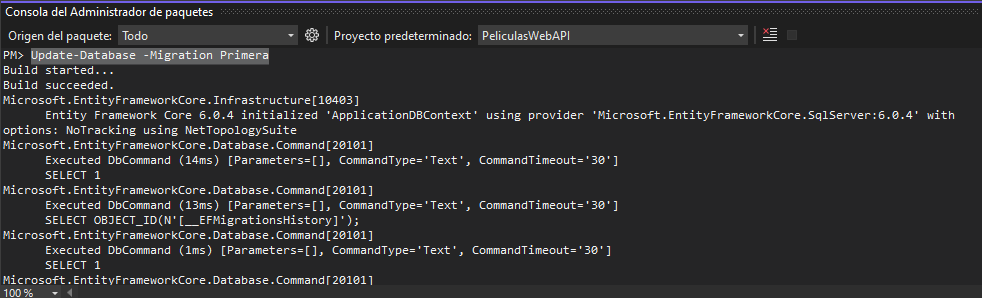 Consola del Administrador de paquetes
Origen del paquete: Todo Proyecto predeterminado: PeliculasWebAPI
PM> Update-Database -Migration Primera
Build started...
Build succeeded.
Microsoft.EntityFrameworkCore.Infrastructure[10403]
Entity Framework Core 6.0.4 initialized 'ApplicationDBContext' using provider 'Microsoft.EntityFrameworkCore.SqlServer:6.0.4' with
options: NoTracking using NetTopologySuite
Microsoft.EntityFrameworkCore.Database.Command[20101]
Executed DbCommand (14ms) [Parameters=[], CommandType='Text', CommandTimeout='30']
SELECT 1
Microsoft.EntityFrameworkCore.Database.Command[20101]
Executed DbCommand (13ms) [Parameters=[], CommandType='Text', CommandTimeout='30']
SELECT OBJECT_ID(N'[__EFMigrationsHistory]');
Microsoft.EntityFrameworkCore.Database.Command[20101]
Executed DbCommand (1ms) [Parameters=[], CommandType='Text', CommandTimeout='30']
SELECT 1
Microsoft.EntityFrameworkCore.Database.Command[20101]
100 %